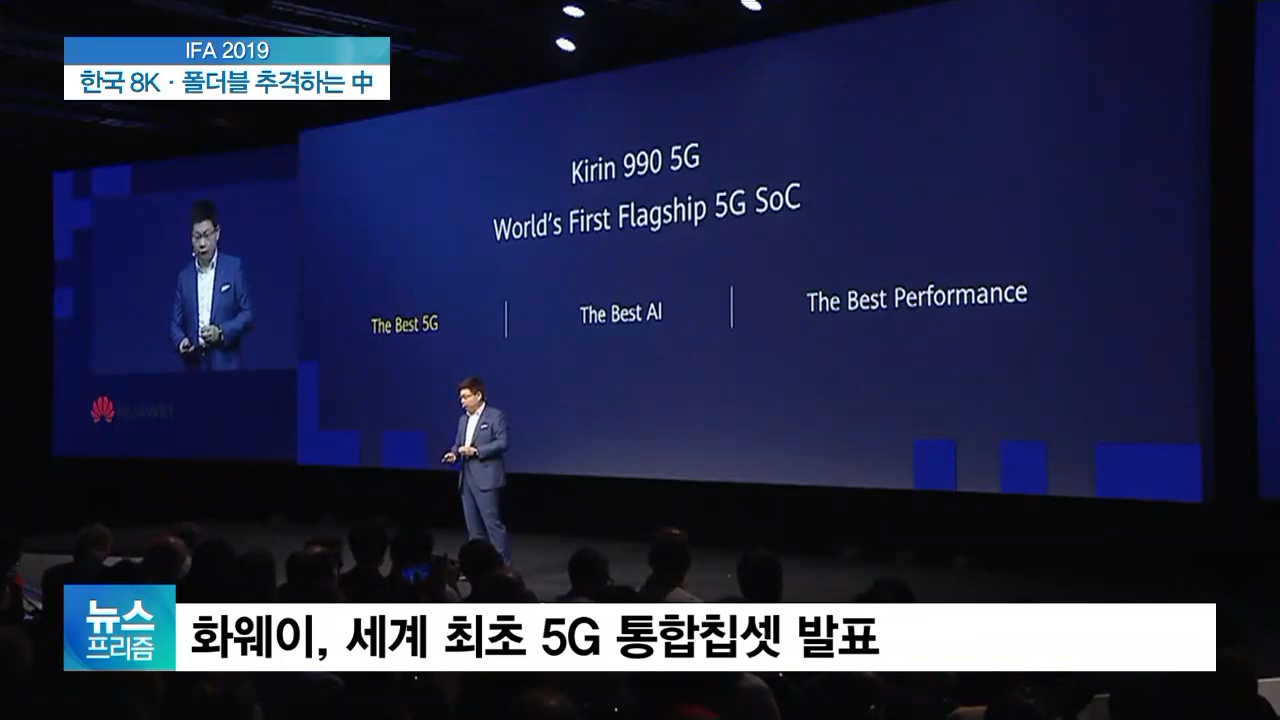 IFA 2019
한국 8K · 폴더블 추격하는 中
Kirin 990 5G
World's First Flagship 5G SoC
The Best 5G
The Best AI
The Best Performance
HUAWEI
뉴스
프리즘
화웨이, 세계 최초 5G 통합칩셋 발표